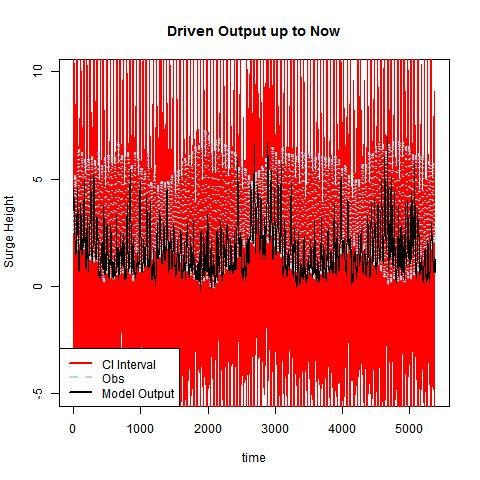 Driven Output up to Now
Surge Height
10
5
0
-5
CI Interval
Obs
Model Output
0 1000 2000 3000 4000 5000
time